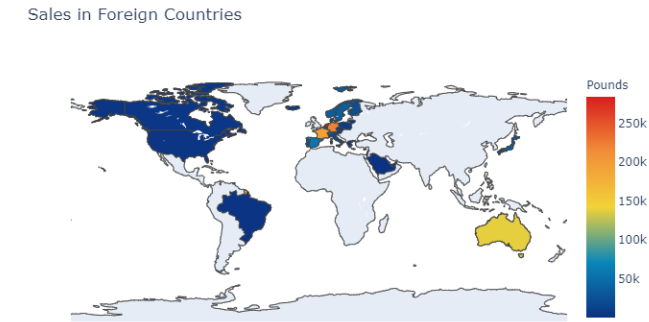 Sales in Foreign Countries
Pounds
250k
200k
150k
100k
50k